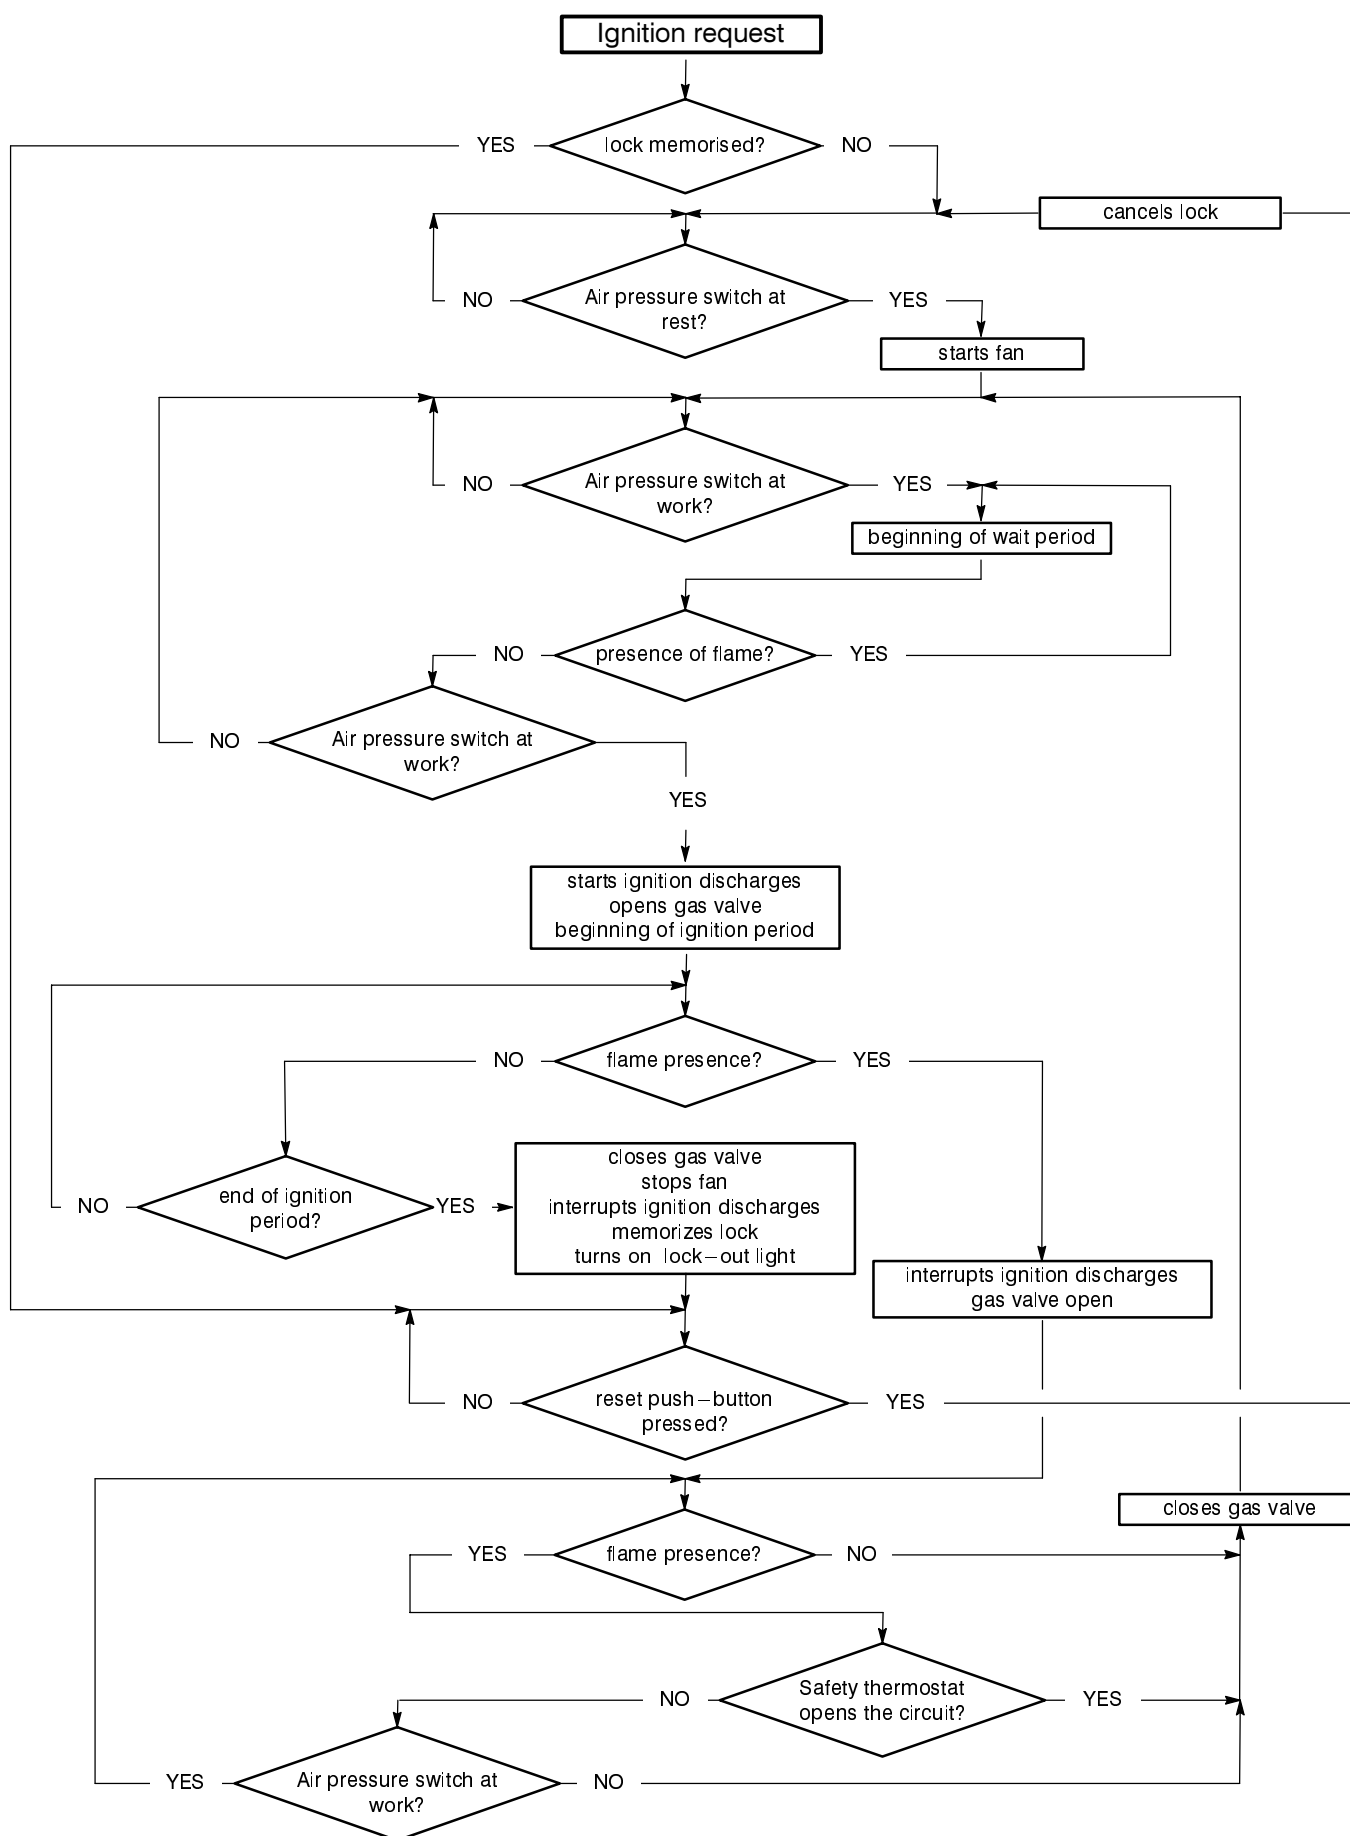 Ignition request
lock memorised?
YES
NO
cancels lock
Air pressure switch at
rest?
NO
YES
starts fan
Air pressure switch at
work?
NO
YES
beginning of wait period
presence of flame?
NO
YES
Air pressure switch at
work?
NO
YES
starts ignition discharges
opens gas valve
beginning of ignition period
flame presence?
NO
YES
end of ignition
period?
NO
YES
closes gas valve
stops fan
interrupts ignition discharges
memorizes lock
turns on lock-out light
interrupts ignition discharges
gas valve open
reset push-button
pressed?
NO
YES
closes gas valve
flame presence?
YES
NO
Safety thermostat
opens the circuit?
NO
YES
Air pressure switch at
work?
YES
NO